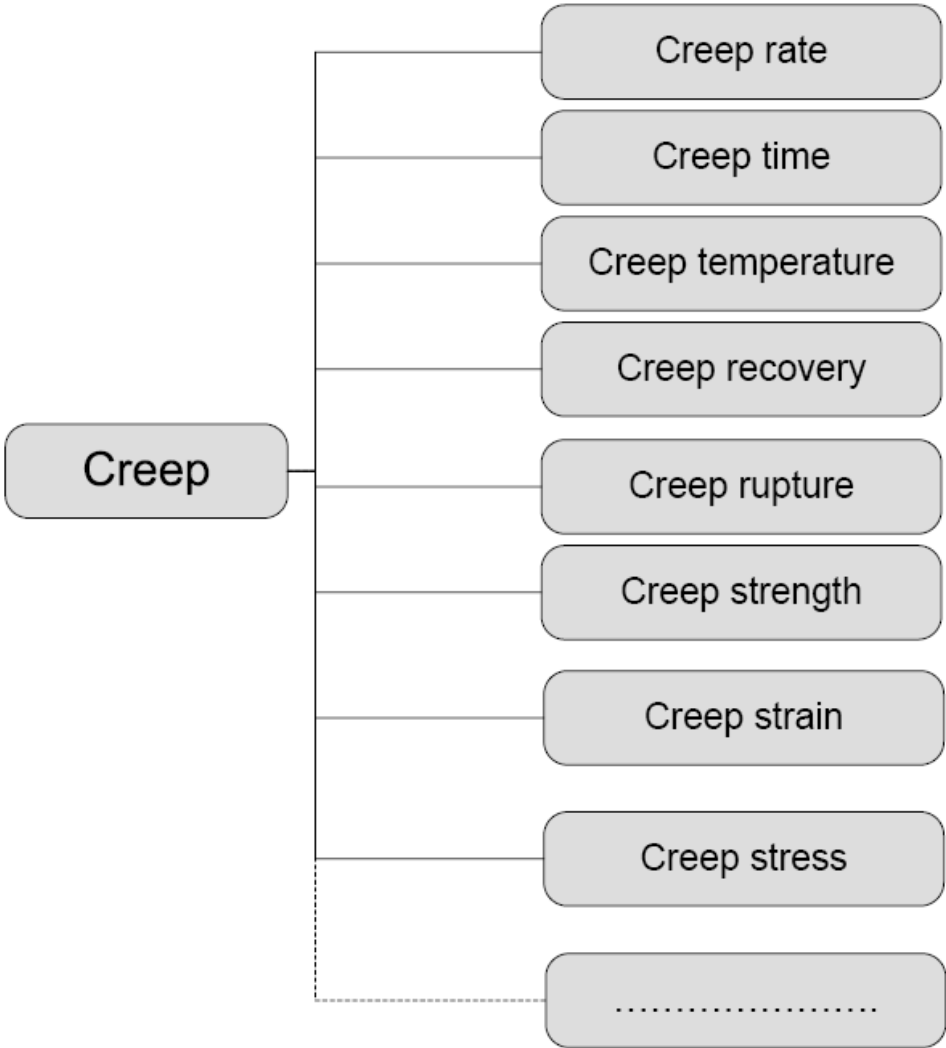 Creep rate
Creep time
Creep temperature
Creep recovery
Creep
Creep rupture
Creep strength
Creep strain
Creep stress
......................